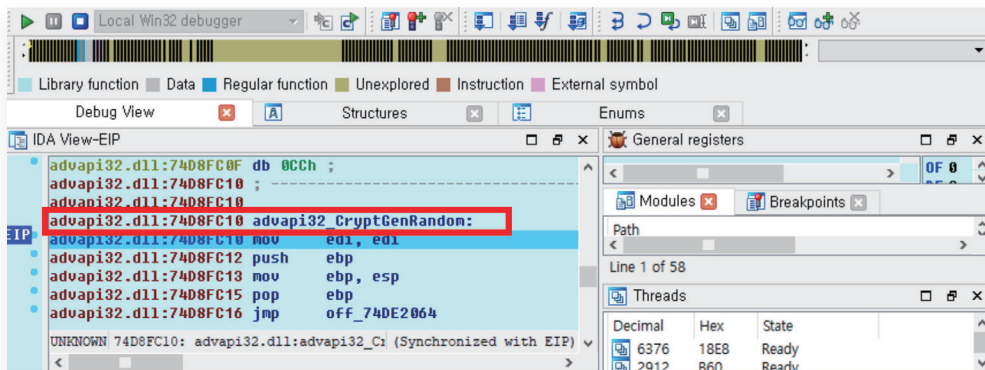 Local Win32 debugger
Library function Data Regular function Unexplored Instruction External symbol
Debug View Structures Enums
IDA View-EIP
General registers
advapi32.dll:74D8FC0F db 0CCh ;
advapi32.dll:74D8FC10 ; ---------------------------------------
advapi32.dll:74D8FC10
advapi32.dll:74D8FC10 advapi32_CryptGenRandom:
EIP advapi32.dll:74D8FC10 mov edi, edi
advapi32.dll:74D8FC12 push ebp
advapi32.dll:74D8FC13 mov ebp, esp
advapi32.dll:74D8FC15 pop ebp
advapi32.dll:74D8FC16 jmp off_74DE2064
UNKNOWN 74D8FC10: advapi32.dll:advapi32_C (Synchronized with EIP)
OF 0
Modules Breakpoints
Path
Line 1 of 58
Threads
Decimal Hex State
6376 18E8 Ready
2912 B60 Ready